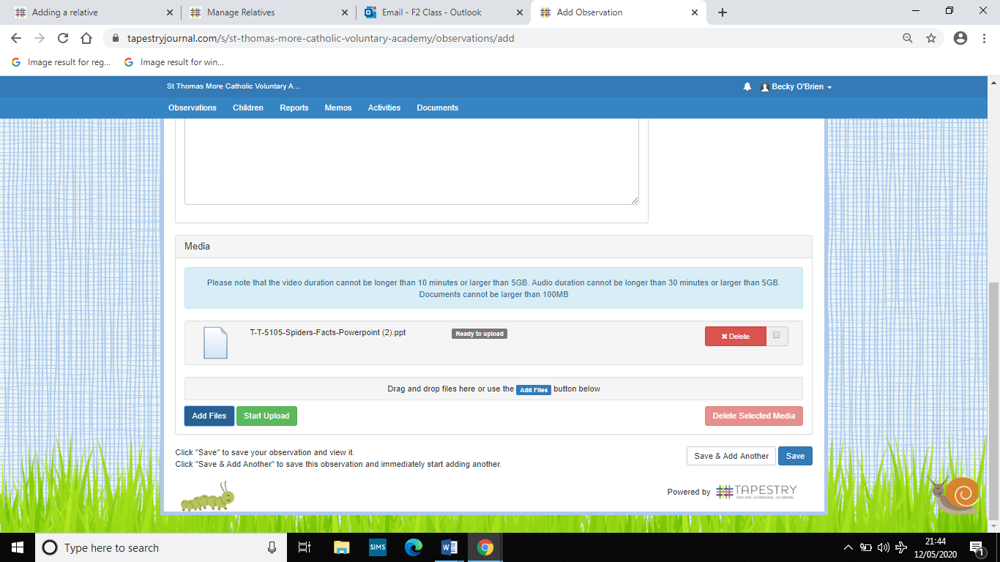 Adding a relative
Manage Relatives
Email - F2 Class - Outlook
Add Observation
tapestryjournal.com/s/st-thomas-more-catholic-voluntary-academy/observations/add
Image result for reg...
Image result for win...
St Thomas More Catholic Voluntary A...
Becky O'Brien
Observations Children Reports Memos Activities Documents
Media
Please note that the video duration cannot be longer than 10 minutes or larger than 5GB. Audio duration cannot be longer than 30 minutes or larger than 5GB.
Documents cannot be larger than 100MB
T-T-5105-Spiders-Facts-Powerpoint (2).ppt
Ready to upload
Delete
Drag and drop files here or use the Add Files button below
Add Files Start Upload Delete Selected Media
Click "Save" to save your observation and view it.
Click "Save & Add Another" to save this observation and immediately start adding another.
Save & Add Another Save
Powered by TAPESTRY
ONLINE LEARNING JOURNAL
Type here to search
SIMS
21:44
12/05/2020
1